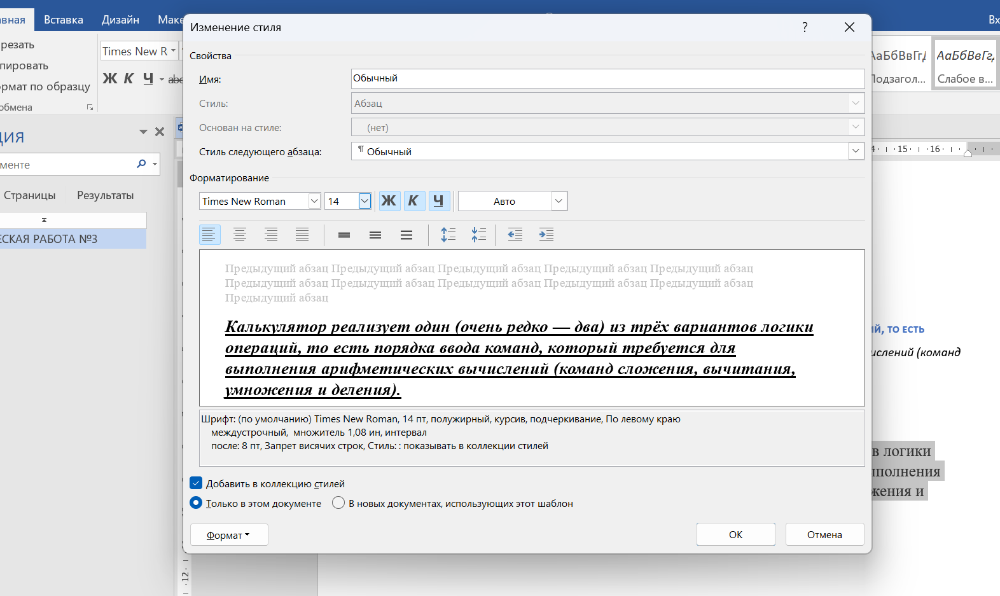 авная Вставка Дизайн Маке Вх
Изменение стиля ?
резать
пировать
рмат по образцу
обмена
Times New R
Ж К Ч abc
АаБбВвГгД АаБбВвГг
Подзагол... Слабое в...
ция
менте
Страницы Результаты
ЕСКАЯ РАБОТА №3
Свойства
Имя: Обычный
Стиль: Абзац
Основан на стиле: (нет)
Стиль следующего абзаца: ¶ Обычный
4 15 16
Форматирование
Times New Roman 14 Ж К Ч Авто
Предыдущий абзац Предыдущий абзац Предыдущий абзац Предыдущий абзац Предыдущий абзац
Предыдущий абзац Предыдущий абзац Предыдущий абзац Предыдущий абзац Предыдущий абзац
Предыдущий абзац
Калькулятор реализует один (очень редко — два) из трёх вариантов логики
операций, то есть порядка ввода команд, который требуется для
выполнения арифметических вычислений (команд сложения, вычитания,
умножения и деления).
ий, то есть
ислений (команд
в логики
ыполнения
жения и
Шрифт: (по умолчанию) Times New Roman, 14 пт, полужирный, курсив, подчеркивание, По левому краю
междустрочный, множитель 1,08 ин, интервал
после: 8 пт, Запрет висячих строк, Стиль: : показывать в коллекции стилей
Добавить в коллекцию стилей
Только в этом документе В новых документах, использующих этот шаблон
Формат ОК Отмена
12